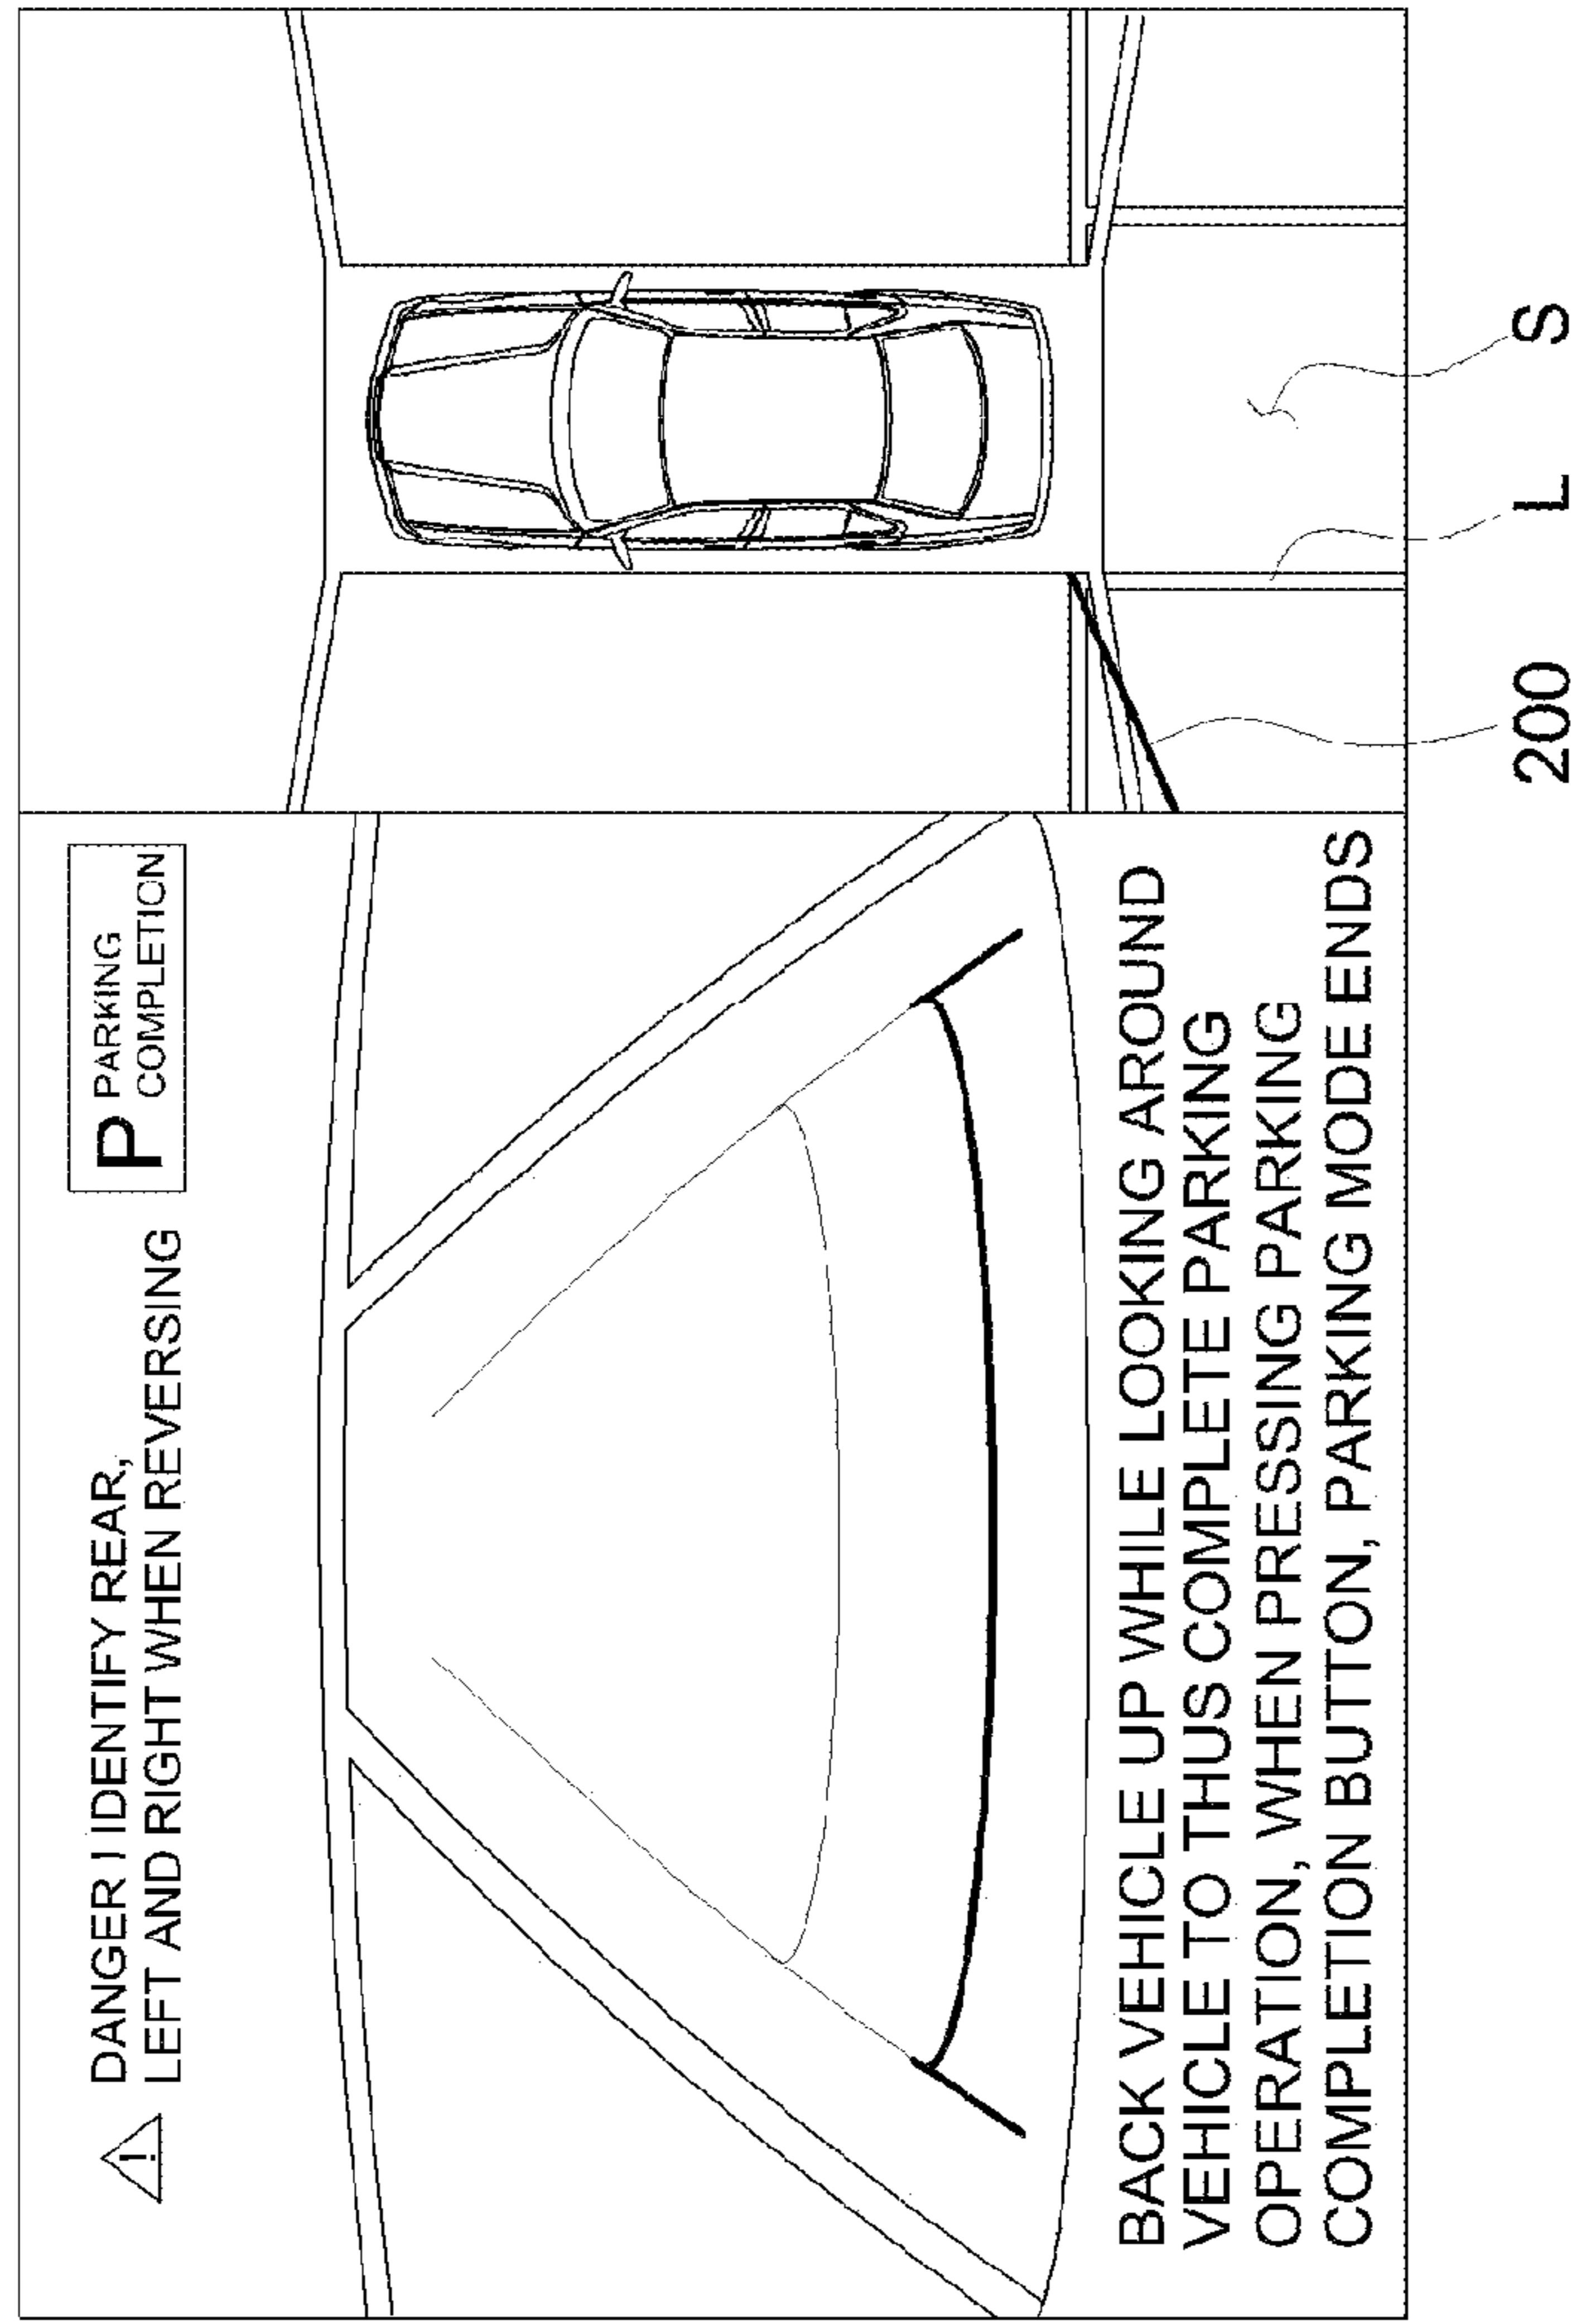 DANGER ! IDENTIFY REAR,
LEFT AND RIGHT WHEN REVERSING
P PARKING
COMPLETION
BACK VEHICLE UP WHILE LOOKING AROUND
VEHICLE TO THUS COMPLETE PARKING
OPERATION, WHEN PRESSING PARKING
COMPLETION BUTTON, PARKING MODE ENDS
200
L
S